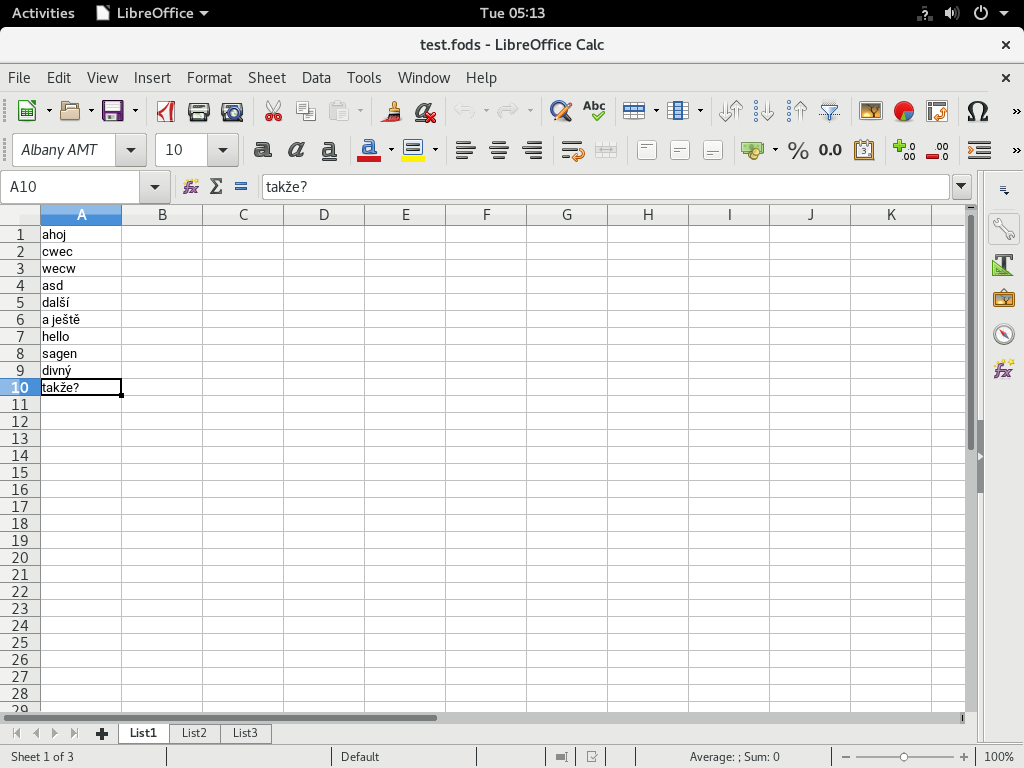 Activities LibreOffice Tue 05:13
test.fods - LibreOffice Calc
File Edit View Insert Format Sheet Data Tools Window Help
Albany AMT 10
A10 takže?
A B C D E F G H I J K
1 ahoj
2 cwec
3 wecw
4 asd
5 další
6 a ještě
7 hello
8 sagen
9 divný
10 takže?
11
12
13
14
15
16
17
18
19
20
21
22
23
24
25
26
27
28
29
List1 List2 List3
Sheet 1 of 3 Default Average: ; Sum: 0 100%